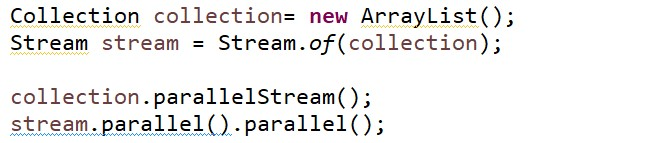 Collection collection= new ArrayList();
Stream stream = Stream.of(collection);
collection.parallelStream();
stream.parallel().parallel();